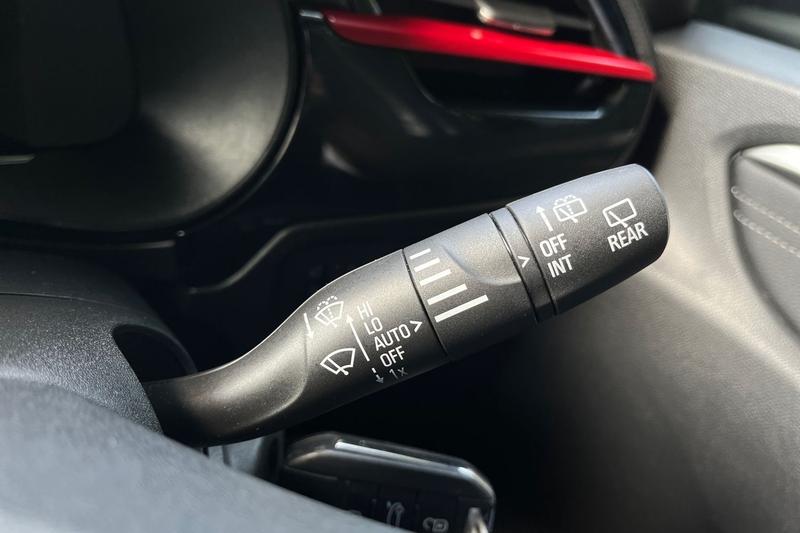 HI
LO
AUTO
OFF
1x
OFF
INT
REAR